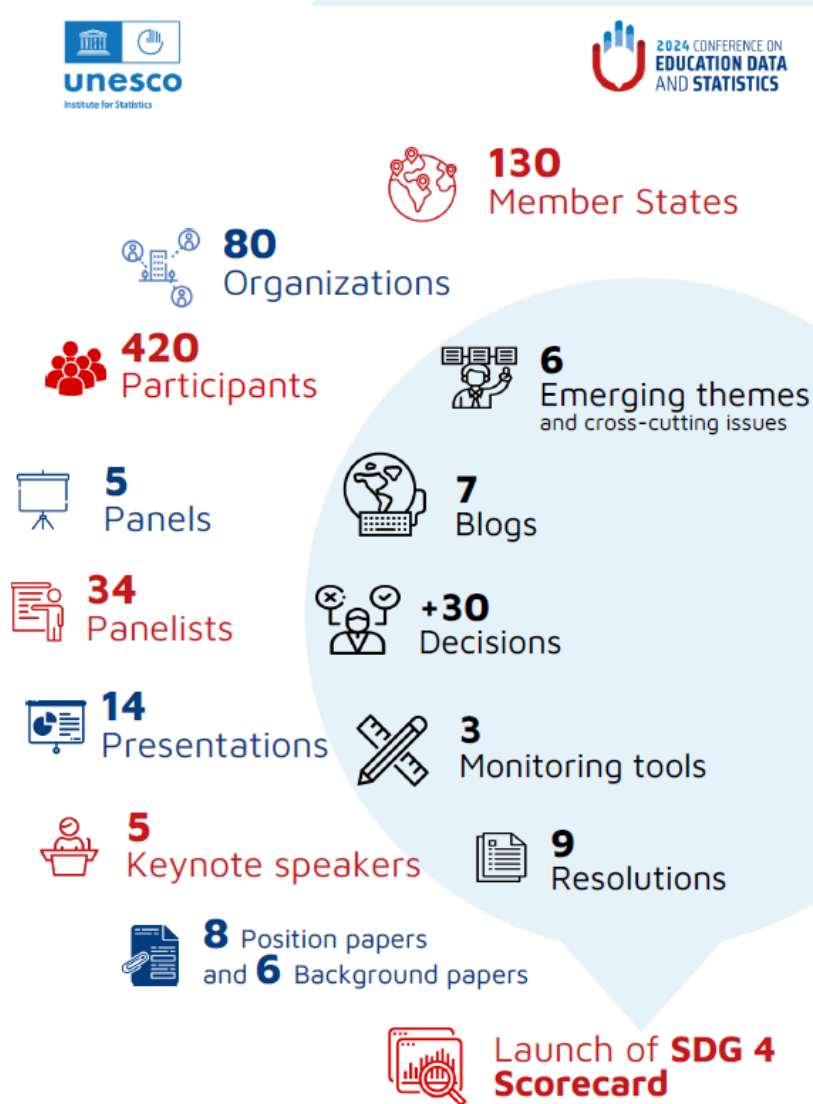 unesco
Institute for Statistics
2024 CONFERENCE ON
EDUCATION DATA
AND STATISTICS
130
Member States
80
Organizations
420
Participants
6
Emerging themes
and cross-cutting issues
5
Panels
7
Blogs
34
Panelists
+30
Decisions
14
Presentations
3
Monitoring tools
5
Keynote speakers
9
Resolutions
8 Position papers
and 6 Background papers
Launch of SDG 4
Scorecard